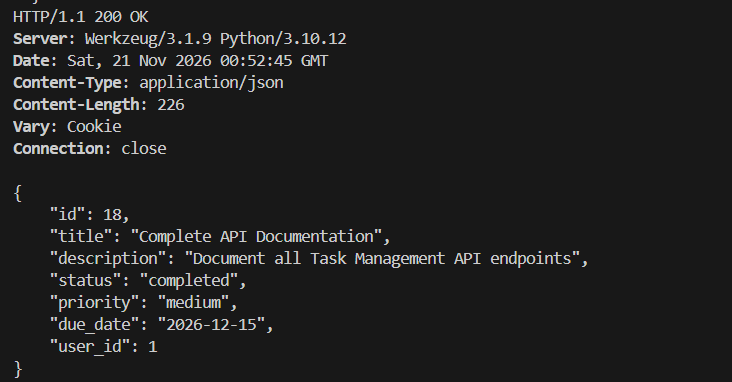 HTTP/1.1 200 OK
Server: Werkzeug/3.1.9 Python/3.10.12
Date: Sat, 21 Nov 2026 00:52:45 GMT
Content-Type: application/json
Content-Length: 226
Vary: Cookie
Connection: close

{
    "id": 18,
    "title": "Complete API Documentation",
    "description": "Document all Task Management API endpoints",
    "status": "completed",
    "priority": "medium",
    "due_date": "2026-12-15",
    "user_id": 1
}